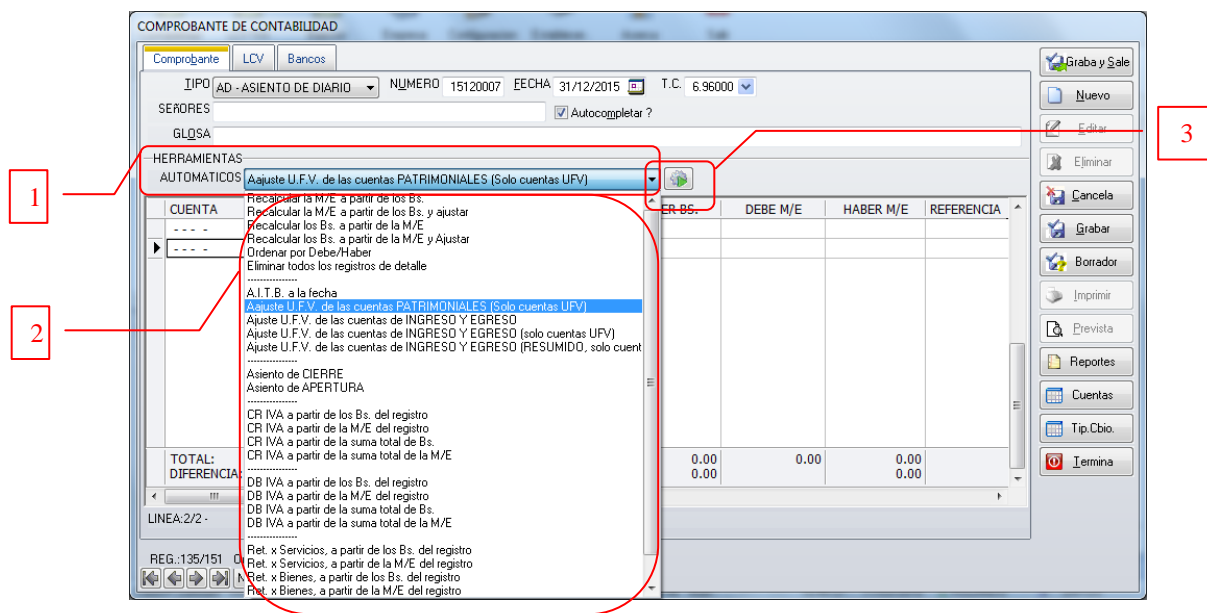 COMPROBANTE DE CONTABILIDAD
Comprobante LCV Bancos
TIPO AD - ASIENTO DE DIARIO NUMERO 15120007 FECHA 31/12/2015 T.C. 6.96000
SEÑORES Autocompletar ?
GLOSA
HERRAMIENTAS
AUTOMATICOS Aajuste U.F.V. de las cuentas PATRIMONIALES (Solo cuentas UFV)
1
2
3
CUENTA ER BS. DEBE M/E HABER M/E REFERENCIA
- - - -
- - - -
Recalcular la M/E a partir de los Bs.
Recalcular la M/E a partir de los Bs. y ajustar
Recalcular los Bs. a partir de la M/E
Recalcular los Bs. a partir de la M/E y Ajustar
Ordenar por Debe/Haber
Eliminar todos los registros de detalle
----------------
A.I.T.B. a la fecha
Aajuste U.F.V. de las cuentas PATRIMONIALES (Solo cuentas UFV)
Ajuste U.F.V. de las cuentas de INGRESO Y EGRESO
Ajuste U.F.V. de las cuentas de INGRESO Y EGRESO (solo cuentas UFV)
Ajuste U.F.V. de las cuentas de INGRESO Y EGRESO (RESUMIDO, solo cuent
----------------
Asiento de CIERRE
Asiento de APERTURA
----------------
CR IVA a partir de los Bs. del registro
CR IVA a partir de la M/E del registro
CR IVA a partir de la suma total de Bs.
CR IVA a partir de la suma total de la M/E
----------------
DB IVA a partir de los Bs. del registro
DB IVA a partir de la M/E del registro
DB IVA a partir de la suma total de Bs.
DB IVA a partir de la suma total de la M/E
----------------
Ret. x Servicios, a partir de los Bs. del registro
Ret. x Servicios, a partir de la M/E del registro
Ret. x Bienes, a partir de los Bs. del registro
Ret. x Bienes, a partir de la M/E del registro
TOTAL: 0.00 0.00 0.00
DIFERENCIA: 0.00 0.00
LINEA:2/2 -
REG.:135/151
Graba y Sale
Nuevo
Editar
Eliminar
Cancela
Grabar
Borrador
Imprimir
Prevista
Reportes
Cuentas
Tip.Cbio.
Termina